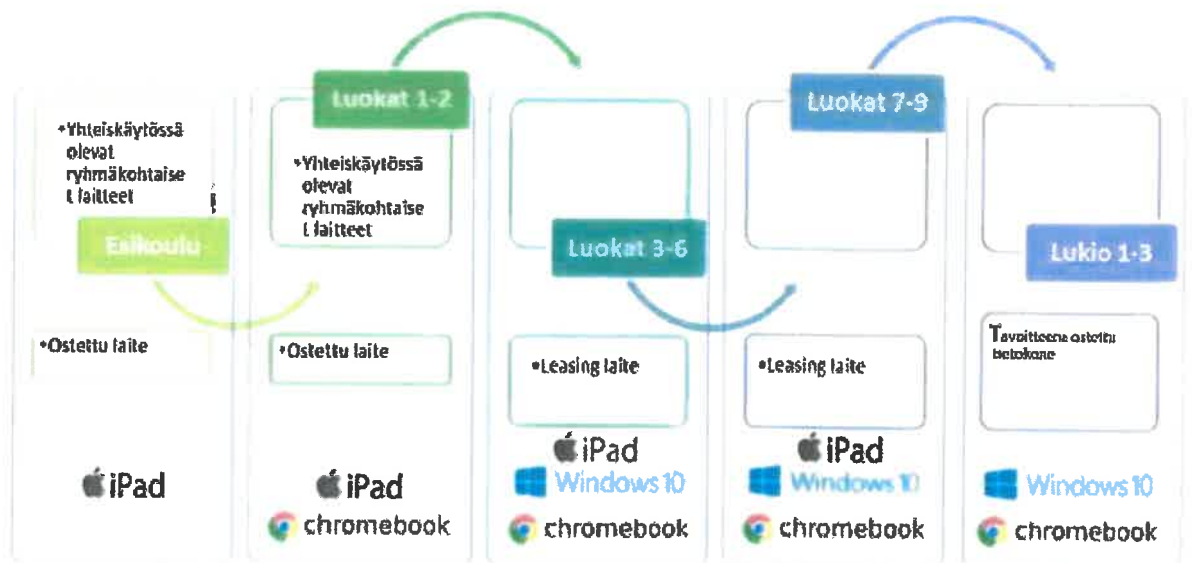 •Yhteiskäytössä
olevat
ryhmäkohtaise
t laitteet
Esikoulu
•Ostettu laite
iPad
Luokat 1-2
•Yhteiskäytössä
olevat
ryhmäkohtaise
t laitteet
•Ostettu laite
iPad
chromebook
Luokat 3-6
•Leasing laite
iPad
Windows 10
chromebook
Luokat 7-9
•Leasing laite
iPad
Windows 10
chromebook
Lukio 1-3
Tavoitteena ostettu
tietokone
Windows 10
chromebook